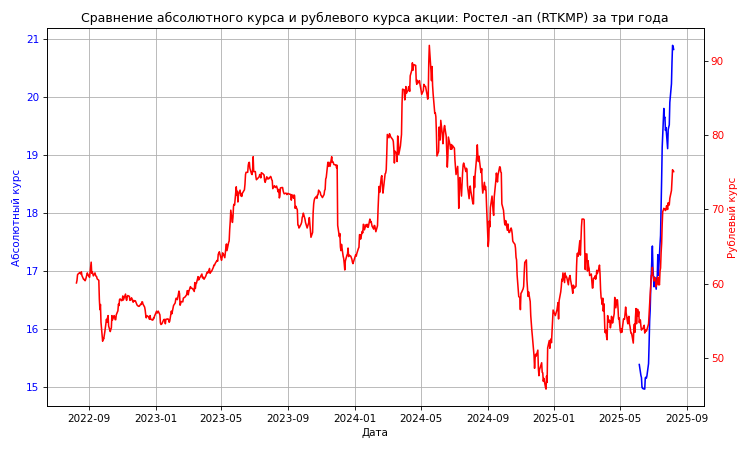 Сравнение абсолютного курса и рублевого курса акции: Ростел -ап (RTKMP) за три года
21
20
19
18
17
16
15
Абсолютный курс
90
80
70
60
50
Рублевый курс
2022-09 2023-01 2023-05 2023-09 2024-01 2024-05 2024-09 2025-01 2025-05 2025-09
Дата